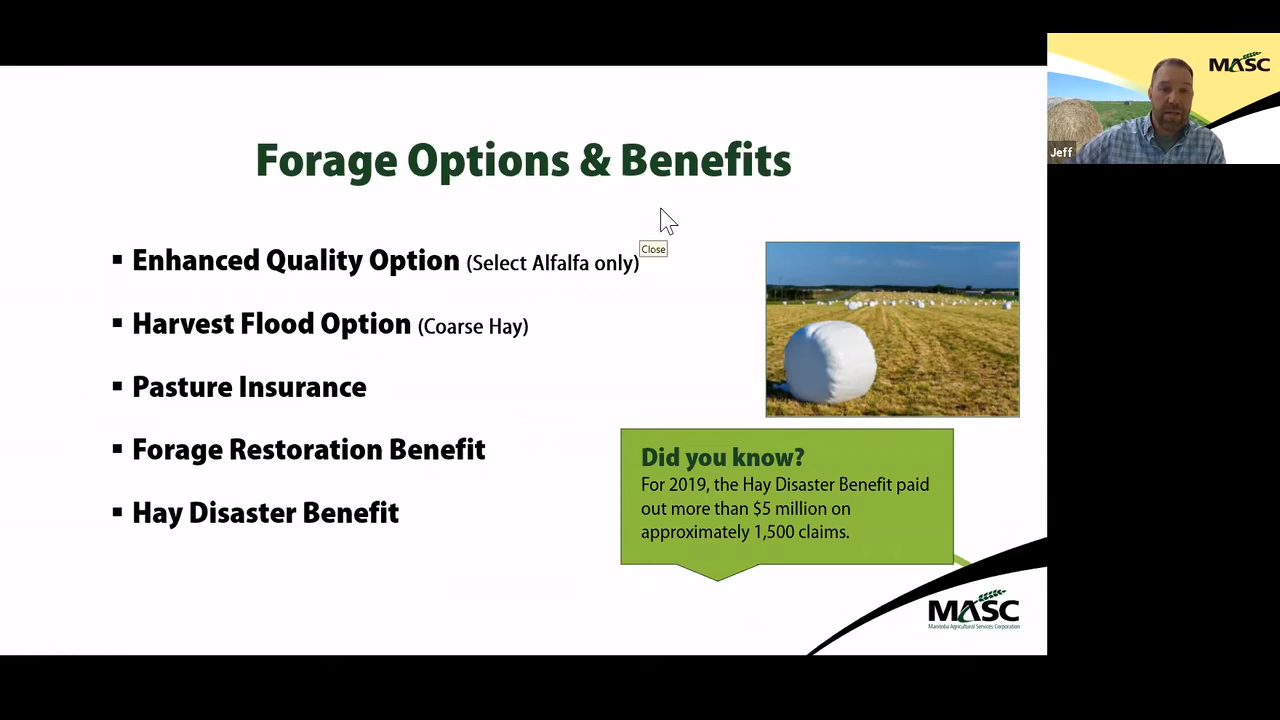 MASC
Jeff
Forage Options & Benefits
Close
▪ Enhanced Quality Option (Select Alfalfa only)
▪ Harvest Flood Option (Coarse Hay)
▪ Pasture Insurance
▪ Forage Restoration Benefit
▪ Hay Disaster Benefit
Did you know?
For 2019, the Hay Disaster Benefit paid
out more than $5 million on
approximately 1,500 claims.
MASC
Manitoba Agricultural Services Corporation